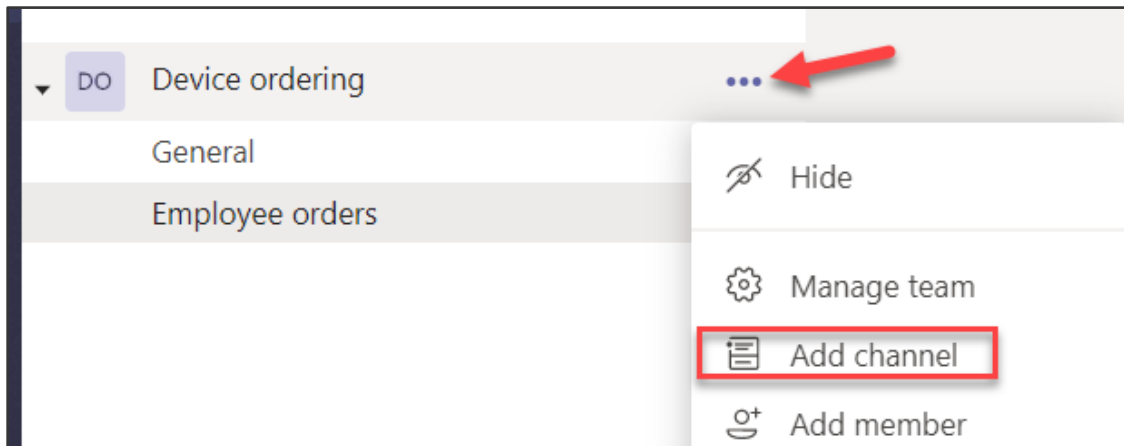 DO Device ordering
General
Employee orders
Hide
Manage team
Add channel
Add member